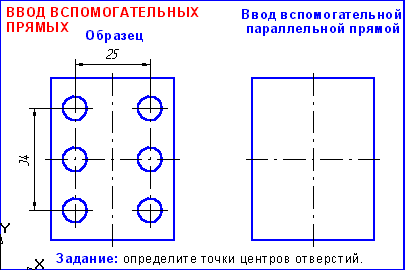 ВВОД ВСПОМОГАТЕЛЬНЫХ
ПРЯМЫХ
Образец
Ввод вспомогательной
параллельной прямой
25
34
Y
X
Задание: определите точки центров отверстий.